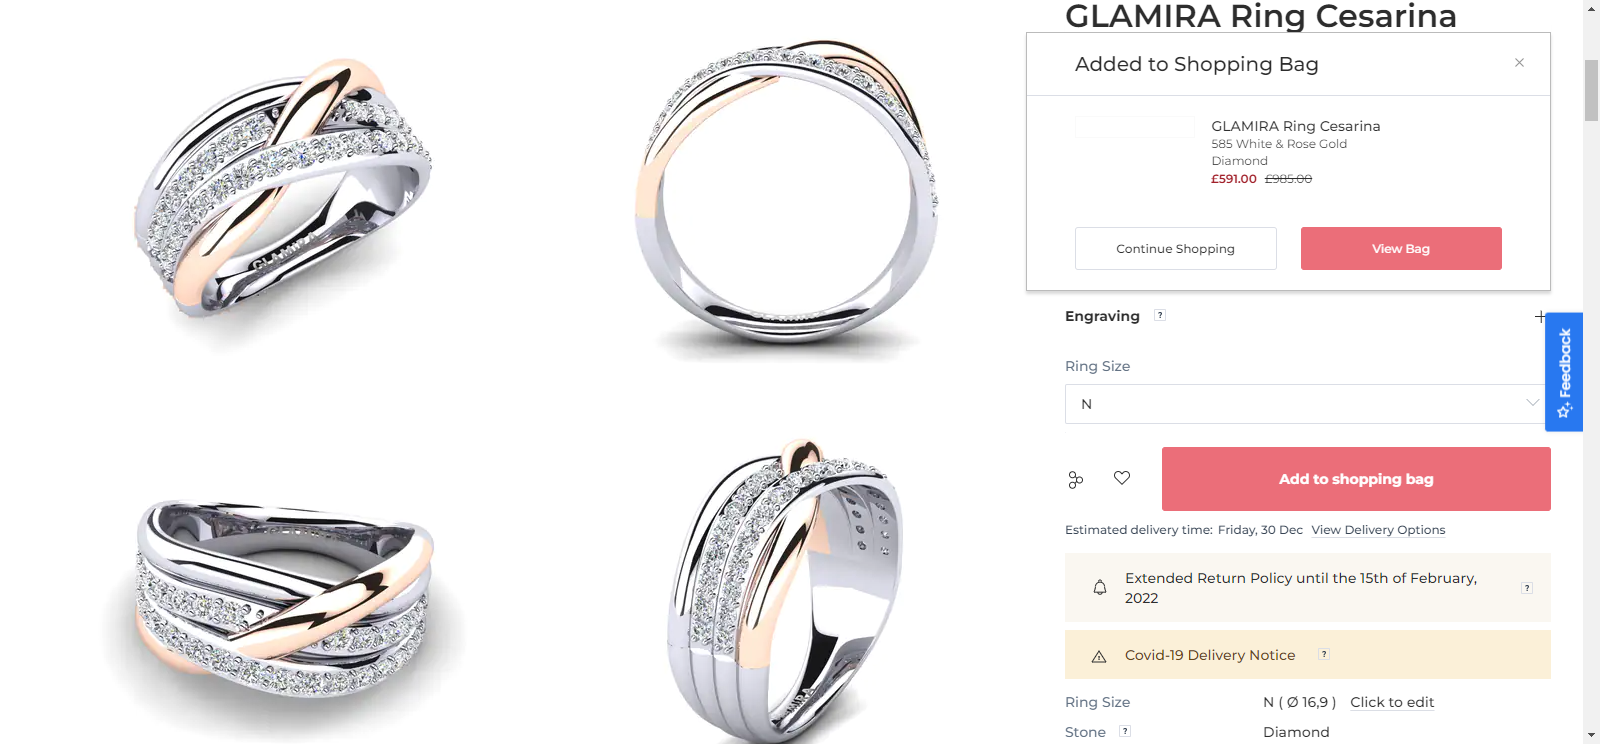 GLAMIRA Ring Cesarina
Added to Shopping Bag
GLAMIRA Ring Cesarina
585 White & Rose Gold
Diamond
£591.00 £985.00
Continue Shopping
View Bag
Engraving ?
Feedback
Ring Size
N
Add to shopping bag
Estimated delivery time: Friday, 30 Dec View Delivery Options
Extended Return Policy until the 15th of February,
2022
?
Covid-19 Delivery Notice ?
Ring Size N ( Ø 16,9 ) Click to edit
Stone ? Diamond
GLAMIRA
N
GLAMIRA
GLAMIRA